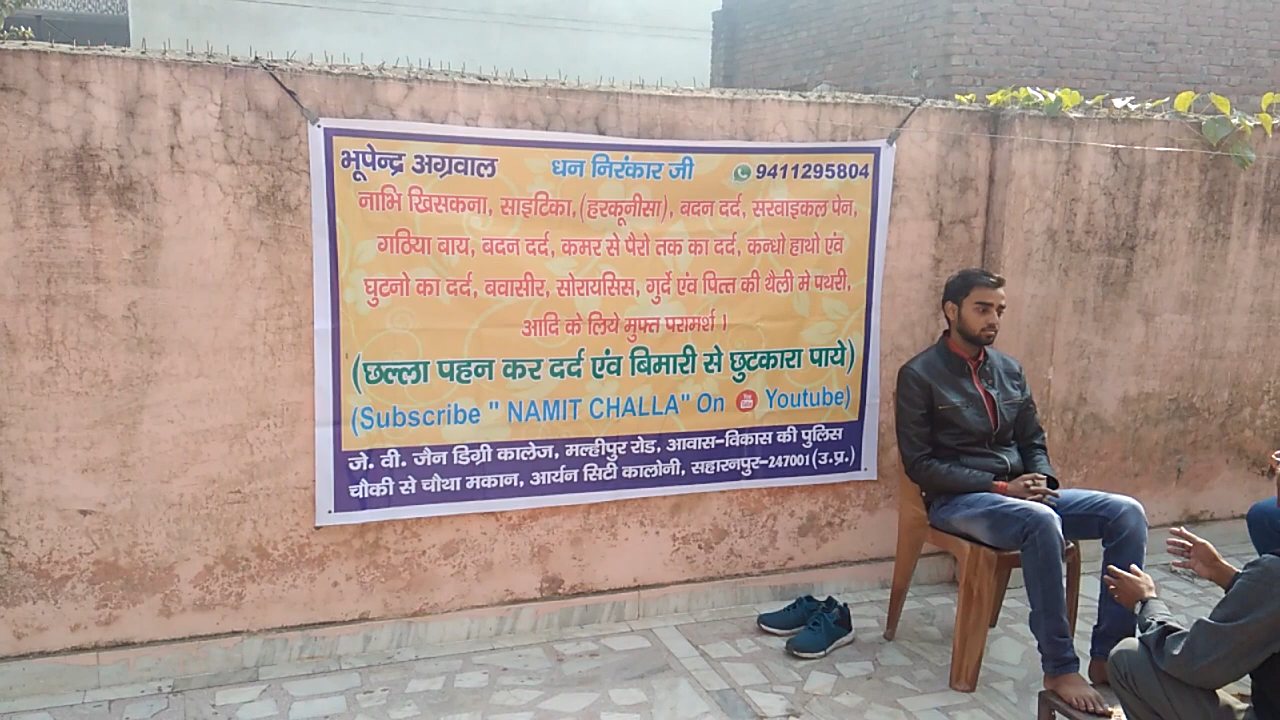 भूपेन्द्र अग्रवाल धन निरंकार जी 9411295804
नाभि खिसकना, साइटिका,(हरकूनीसा), बदन दर्द, सरवाइकल पेन,
गठिया बाय, बदन दर्द, कमर से पैरो तक का दर्द, कन्धो हाथो एंव
घुटनो का दर्द, बवासीर, सोरायसिस, गुर्दे एंव पित्त की थैली मे पथरी,
आदि के लिये मुफ्त परामर्श ।
(छल्ला पहन कर दर्द एंव बिमारी से छुटकारा पाये)
(Subscribe " NAMIT CHALLA" On You Tube Youtube)
जे. वी. जैन डिग्री कालेज, मल्हीपुर रोड, आवास-विकास की पुलिस
चौकी से चौथा मकान, आर्यन सिटी कालोनी, सहारनपुर-247001 (उ.प्र.)